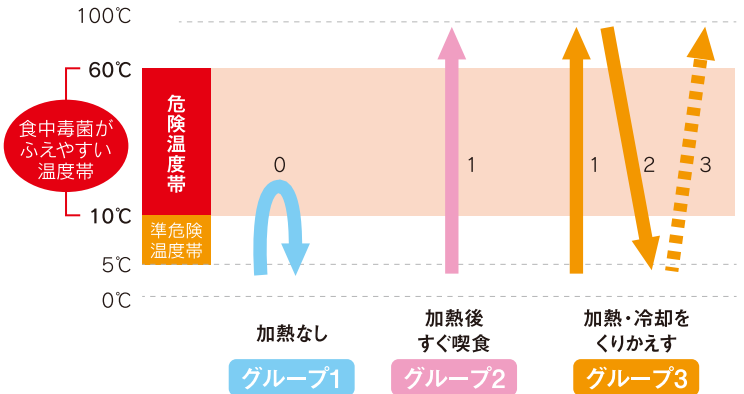 100℃
60℃
食中毒菌が
ふえやすい
温度帯
危険温度帯
10℃
準危険
温度帯
5℃
0℃
0
1
1
2
3
加熱なし
グループ1
加熱後
すぐ喫食
グループ2
加熱・冷却を
くりかえす
グループ3